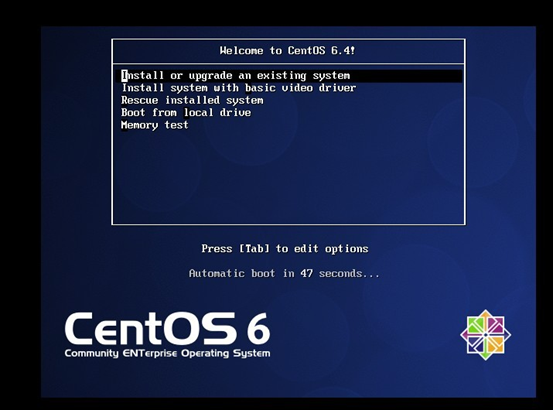 Welcome to CentOS 6.4!
Install or upgrade an existing system
Install system with basic video driver
Rescue installed system
Boot from local drive
Memory test
Press [Tab] to edit options
Automatic boot in 47 seconds...
CentOS 6
Community ENTerprise Operating System